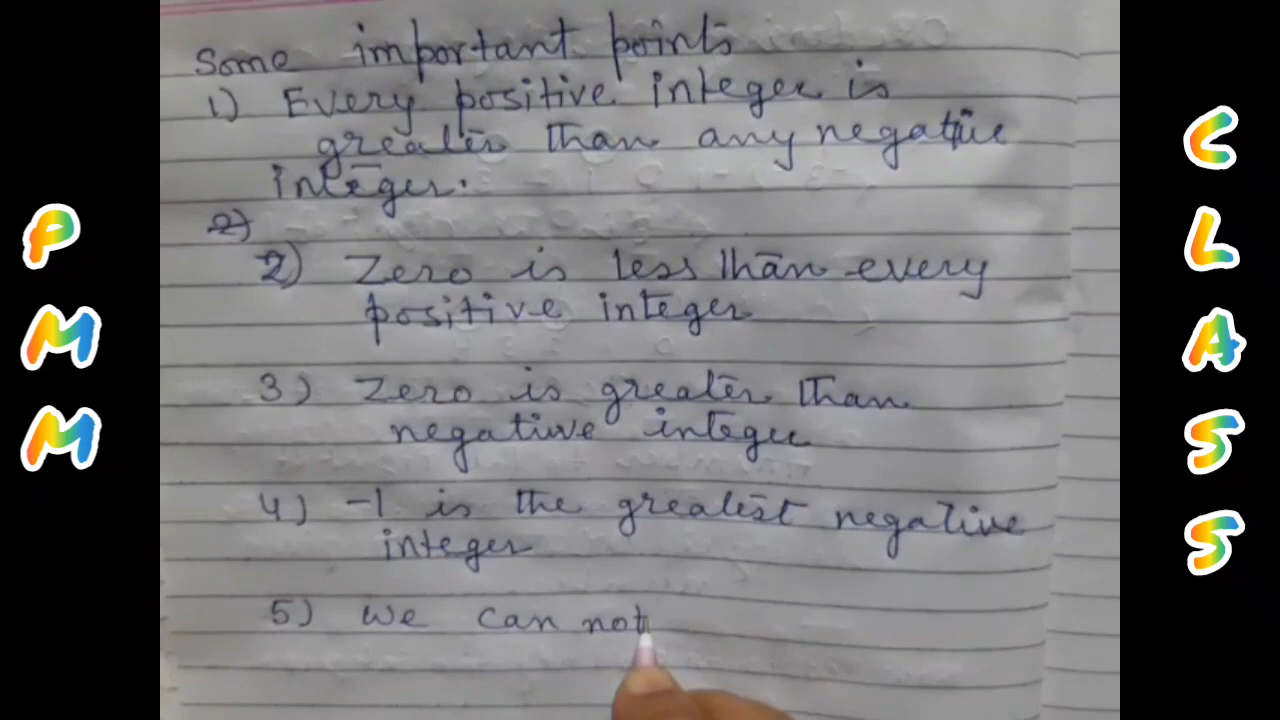 Some important points
1) Every positive integer is
greater than any negative
integer.
2)
2) Zero is less than every
positive integer
3) Zero is greater than
negative integer
4) -1 is the greatest negative
integer
5) We can not
PMM
CLASS